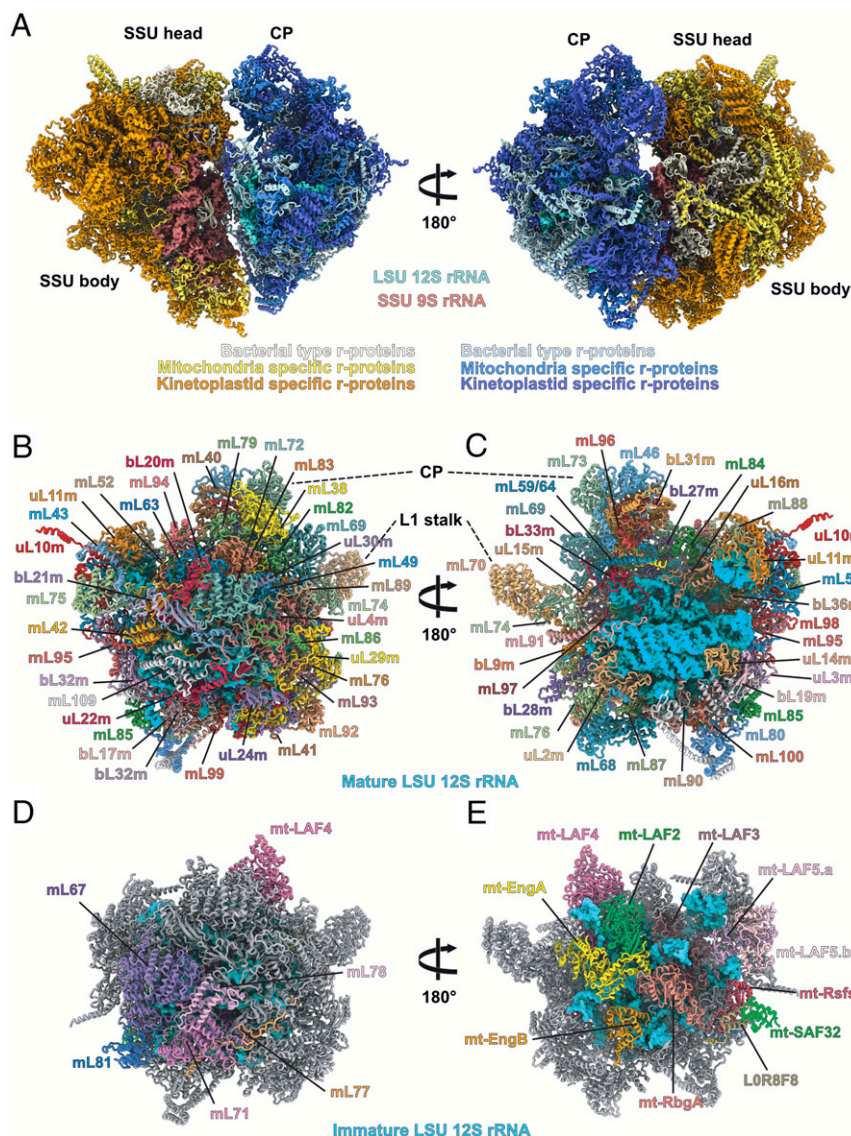 A
SSU head
CP
CP
SSU head
180°
SSU body
SSU body
LSU 12S rRNA
SSU 9S rRNA
Bacterial type r-proteins
Mitochondria specific r-proteins
Kinetoplastid specific r-proteins
Bacterial type r-proteins
Mitochondria specific r-proteins
Kinetoplastid specific r-proteins
B
mL79
mL72
bL20m
mL40
mL83
mL52
mL94
mL38
uL11m
mL63
mL82
mL43
mL69
uL10m
uL30m
mL49
bL21m
mL89
mL75
mL74
uL4m
mL42
mL86
mL95
uL29m
mL76
bL32m
mL93
mL109
uL22m
mL92
mL85
mL41
bL17m
uL24m
bL32m
mL99
CP
L1 stalk
180°
C
mL96
mL46
mL73
bL31m
mL84
mL59/64
bL27m
uL16m
mL69
mL88
bL33m
uL10m
uL15m
uL11m
mL70
mL5
bL36m
mL74
mL98
mL91
mL95
bL9m
uL14m
mL97
uL3m
bL28m
bL19m
mL85
mL76
mL80
uL2m
mL68
mL87
mL100
mL90
Mature LSU 12S rRNA
D
mt-LAF4
mL67
mL78
mL81
mL71
mL77
180°
E
mt-LAF4
mt-LAF2
mt-LAF3
mt-EngA
mt-LAF5.a
mt-LAF5.b
mt-Rsfs
mt-SAF32
mt-EngB
L0R8F8
mt-RbgA
Immature LSU 12S rRNA